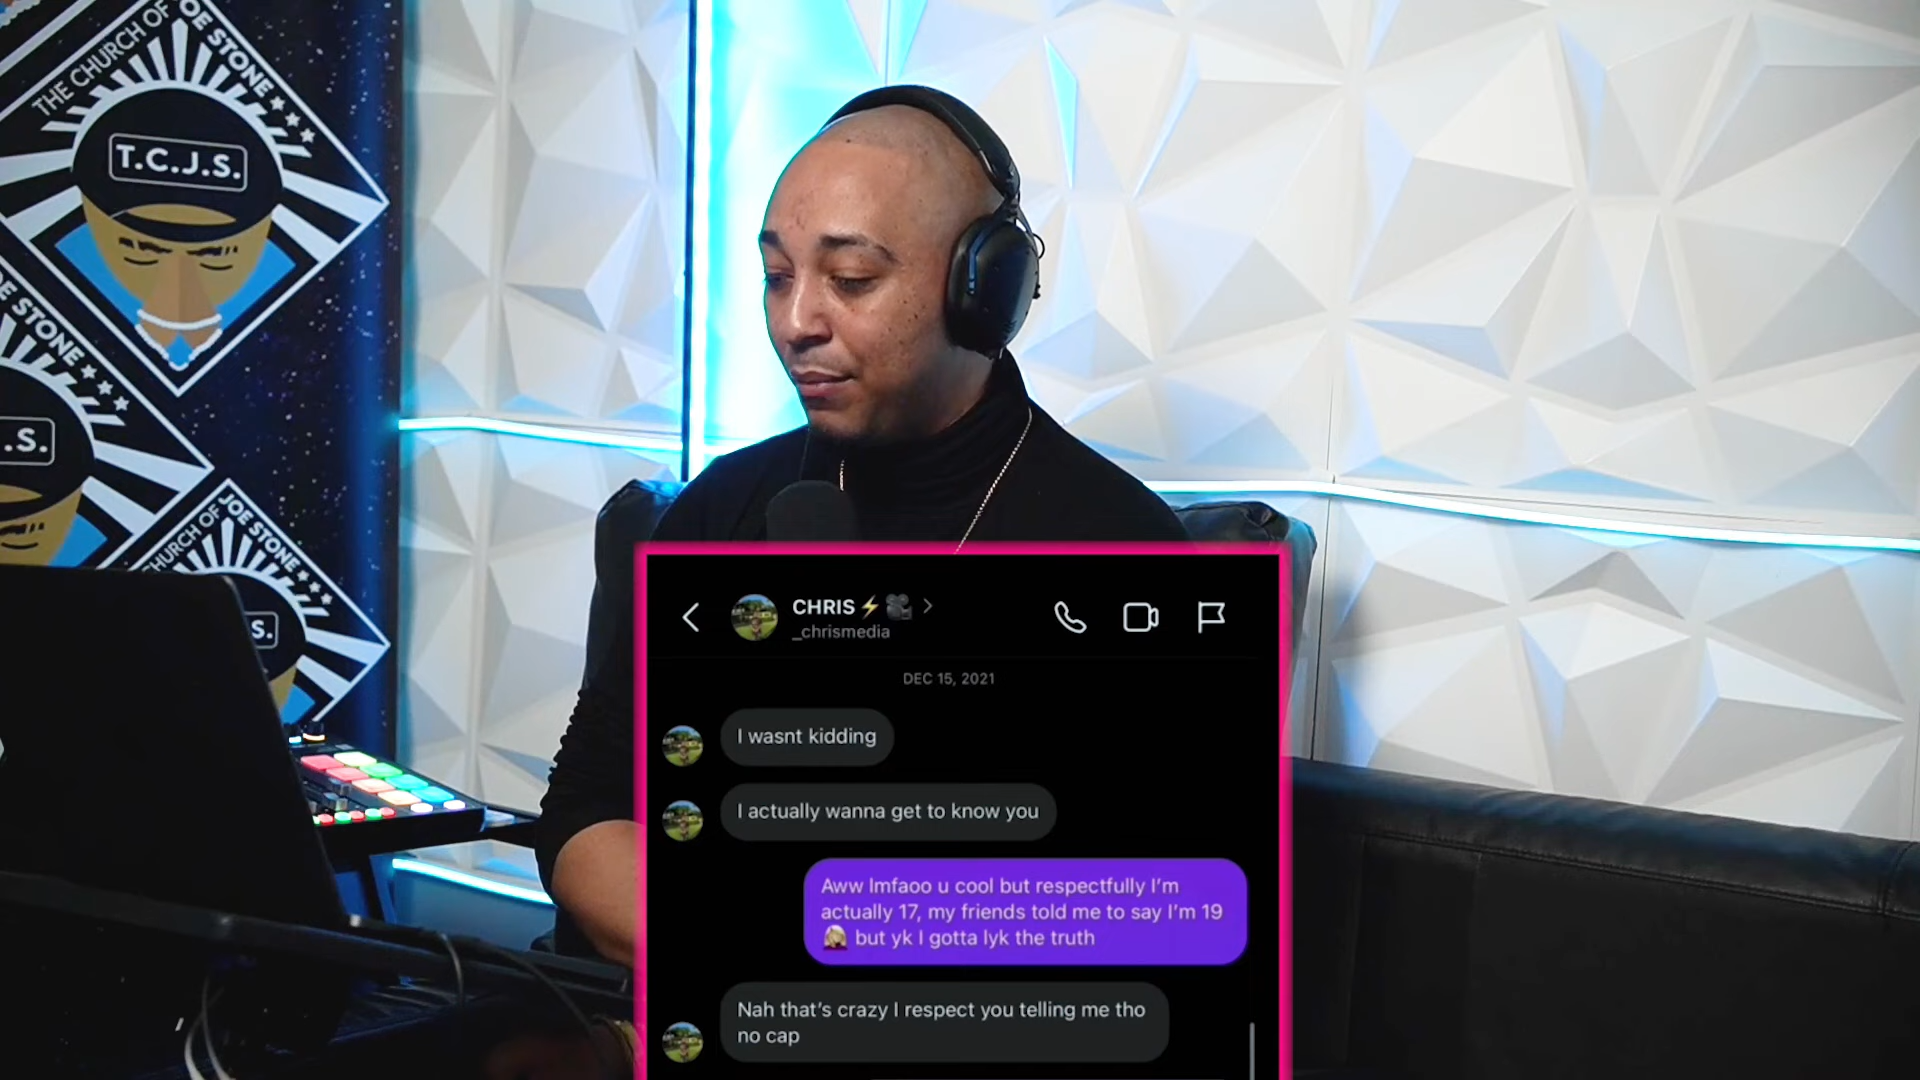 THE CHURCH OF JOE STONE
T.C.J.S.
E STONE
.S.
CHURCH OF JOE STONE
S.
CHRIS⚡🎥 >
_chrismedia
DEC 15, 2021
I wasnt kidding
I actually wanna get to know you
Aww lmfaoo u cool but respectfully I'm
actually 17, my friends told me to say I'm 19
🤦🏼‍♀️ but yk I gotta lyk the truth
Nah that's crazy I respect you telling me tho
no cap